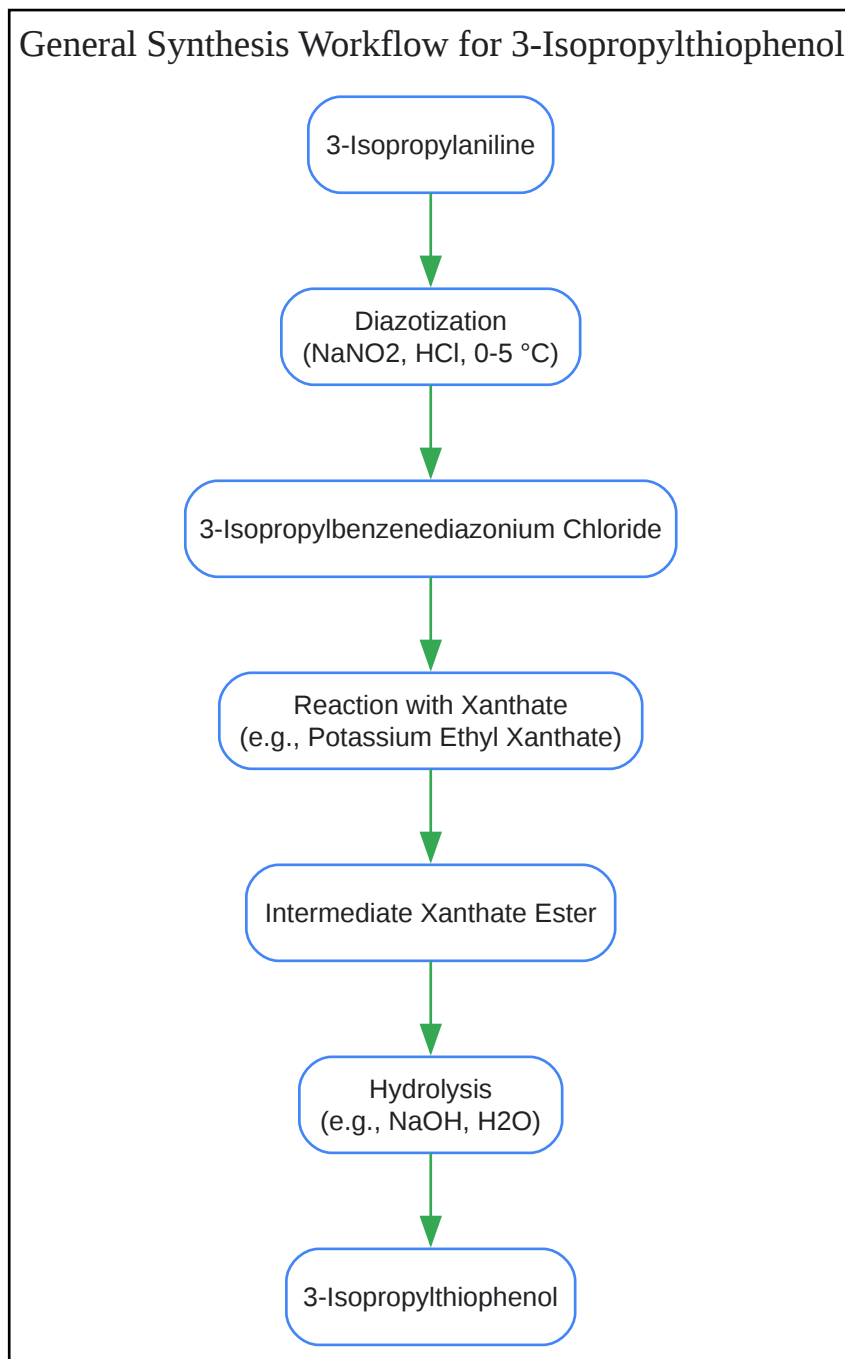 General Synthesis Workflow for 3-Isopropylthiophenol
3-Isopropylaniline
Diazotization
(NaNO2, HCl, 0-5 °C)
3-Isopropylbenzenediazonium Chloride
Reaction with Xanthate
(e.g., Potassium Ethyl Xanthate)
Intermediate Xanthate Ester
Hydrolysis
(e.g., NaOH, H2O)
3-Isopropylthiophenol